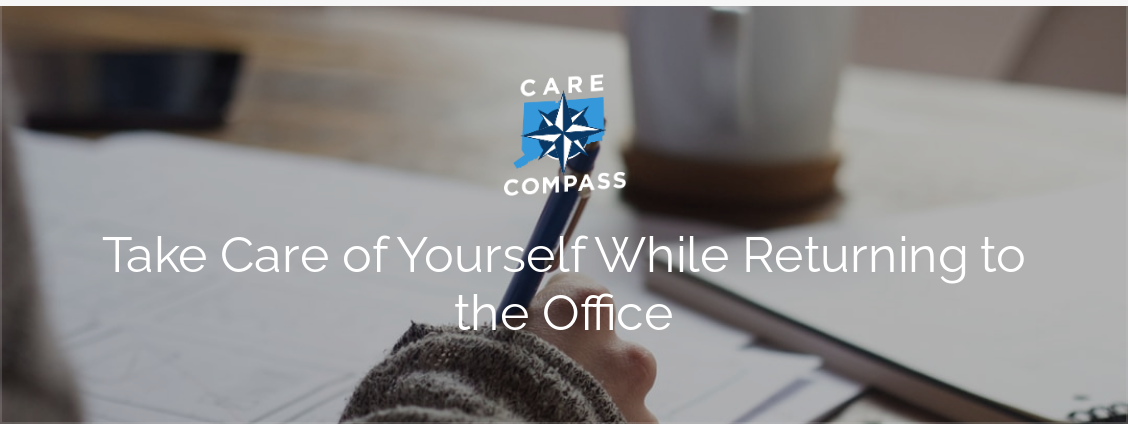 CARE
COMPASS
Take Care of Yourself While Returning to
the Office